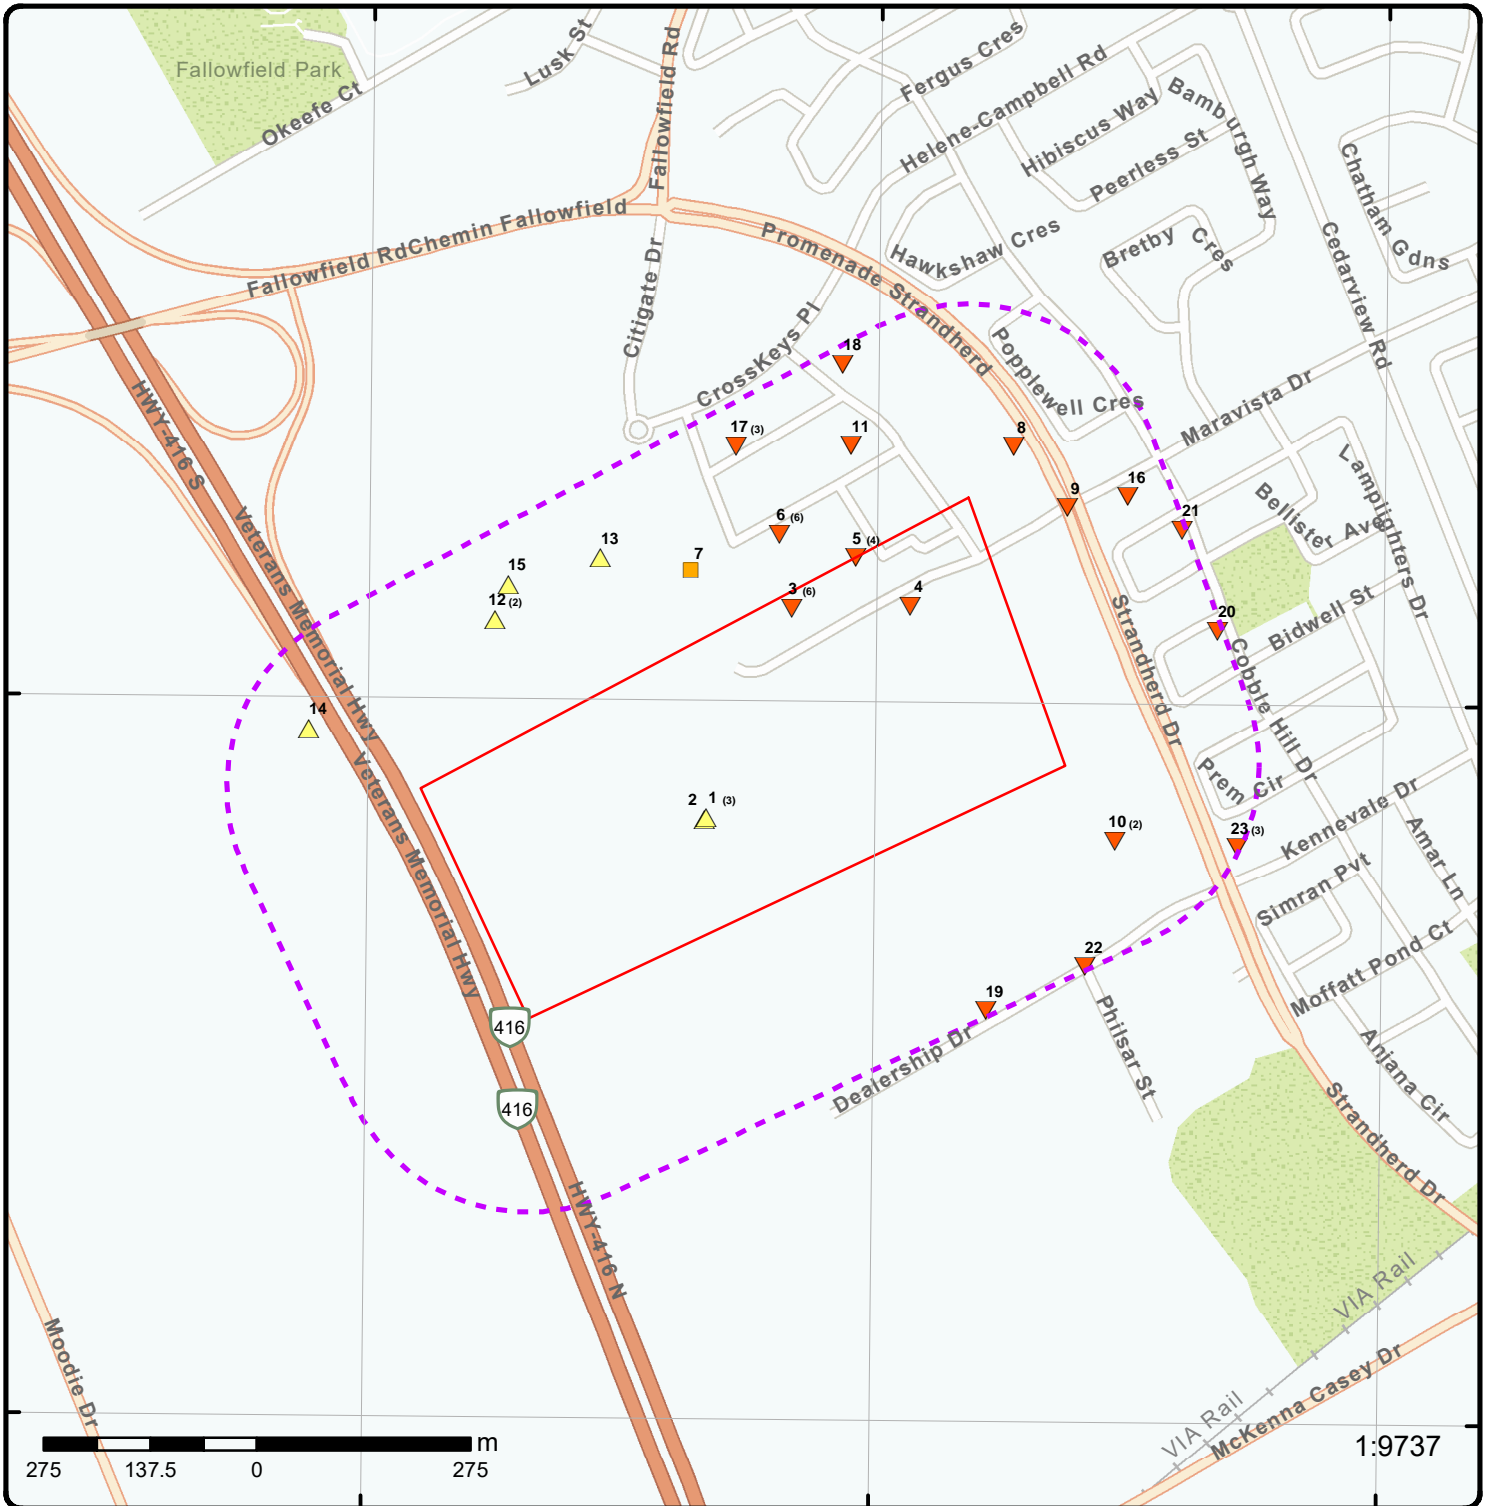 Fallowfield Park
Okeefe Ct
Lusk St
Fallowfield Rd
Fergus Cres
Helene-Campbell Rd
Hibiscus Way
Bamburgh Way
Peerless St
Chatham Gdns
Cedarview Rd
Fallowfield Rd
Chemin Fallowfield
Promenade Strandherd
Hawkshaw Cres
Bretby Cres
Citigate Dr
CrossKeys Pl
Popplewell Cres
Maravista Dr
HWY-416 S
18
17 (3)
11
8
9
16
21
Bellister Ave
Lamplighters Dr
6 (6)
5 (4)
13
7
15
12 (2)
3 (6)
4
20
Bidwell St
Veterans Memorial Hwy
Strandherd Dr
Cobble Hill Dr
14
Veterans Memorial Hwy
Prem Cir
2
1 (3)
10 (2)
23 (3)
Kennevale Dr
Amar Ln
Simran Pvt
Moffatt Pond Ct
22
19
Dealership Dr
Philsar St
Anjana Cir
416
416
Strandherd Dr
HWY-416 N
VIA Rail
Moodie Dr
VIA Rail
McKenna Casey Dr
m
275 137.5 0 275
1:9737